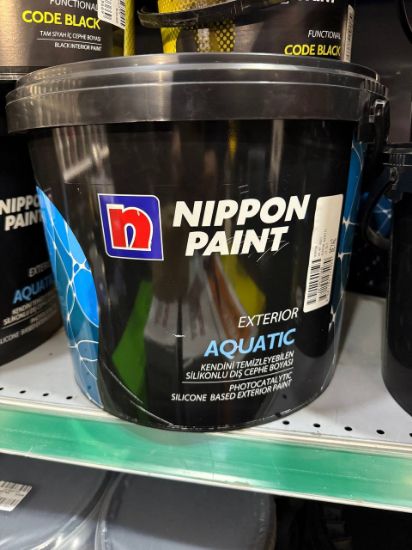 FUNCTIONAL
CODE BLACK
TAM SİYAH İÇ CEPHE BOYASI
BLACK INTERIOR PAINT
PAINT
FUNCTIONAL
CODE BLACK
n
NIPPON
PAINT
EXTERIOR
AQUATIC
KENDİNİ TEMİZLEYEBİLEN
SİLİKONLU DIŞ CEPHE BOYASI
PHOTOCATALYTIC
SILICONE BASED EXTERIOR PAINT
PAINT
EXTERIOR
AQUATIC